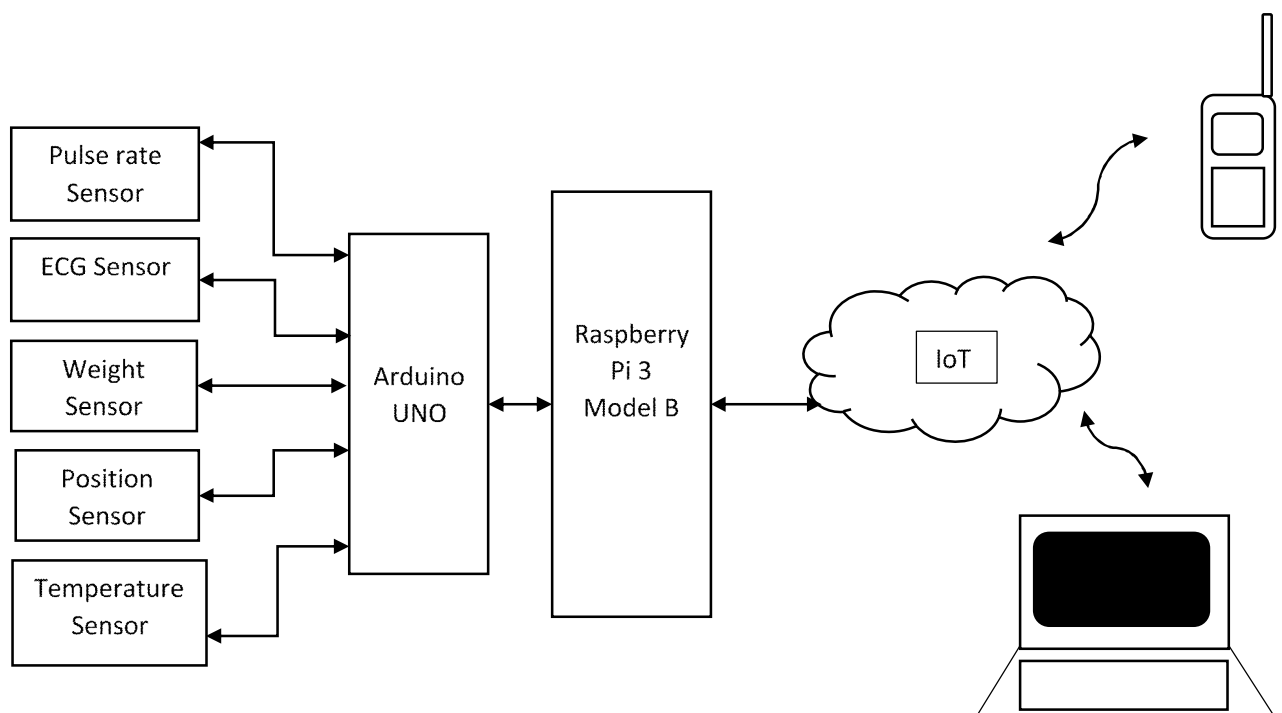 Pulse rate
Sensor
ECG Sensor
Weight
Sensor
Position
Sensor
Temperature
Sensor
Arduino
UNO
Raspberry
Pi 3
Model B
IoT